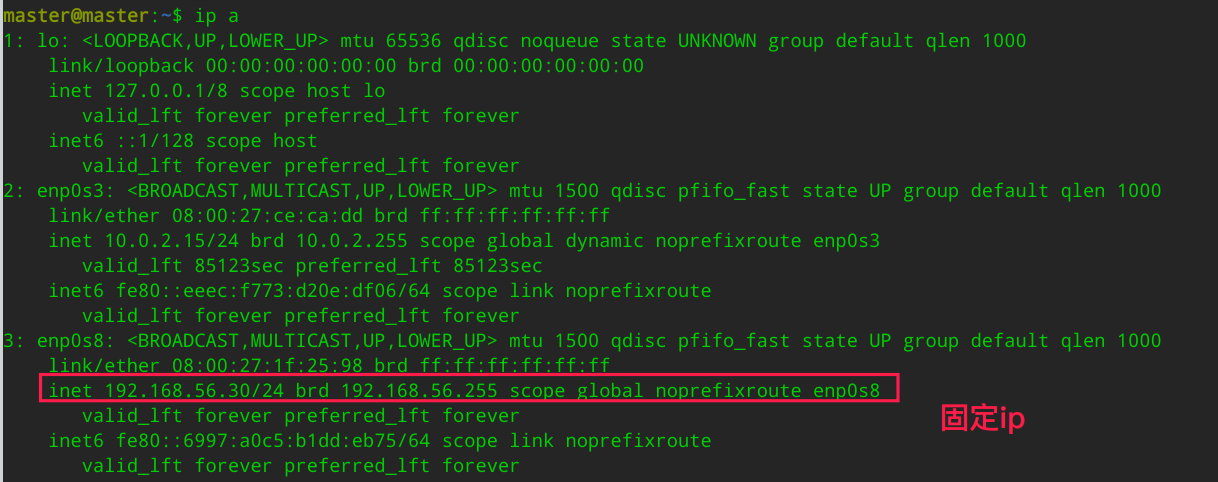 master@master:~$ ip a
1: lo: <LOOPBACK,UP,LOWER_UP> mtu 65536 qdisc noqueue state UNKNOWN group default qlen 1000
link/loopback 00:00:00:00:00:00 brd 00:00:00:00:00:00
inet 127.0.0.1/8 scope host lo
valid_lft forever preferred_lft forever
inet6 ::1/128 scope host
valid_lft forever preferred_lft forever
2: enp0s3: <BROADCAST,MULTICAST,UP,LOWER_UP> mtu 1500 qdisc pfifo_fast state UP group default qlen 1000
link/ether 08:00:27:ce:ca:dd brd ff:ff:ff:ff:ff:ff
inet 10.0.2.15/24 brd 10.0.2.255 scope global dynamic noprefixroute enp0s3
valid_lft 85123sec preferred_lft 85123sec
inet6 fe80::eeec:f773:d20e:df06/64 scope link noprefixroute
valid_lft forever preferred_lft forever
3: enp0s8: <BROADCAST,MULTICAST,UP,LOWER_UP> mtu 1500 qdisc pfifo_fast state UP group default qlen 1000
link/ether 08:00:27:1f:25:98 brd ff:ff:ff:ff:ff:ff
inet 192.168.56.30/24 brd 192.168.56.255 scope global noprefixroute enp0s8
valid_lft forever preferred_lft forever
固定ip
inet6 fe80::6997:a0c5:b1dd:eb75/64 scope link noprefixroute
valid_lft forever preferred_lft forever